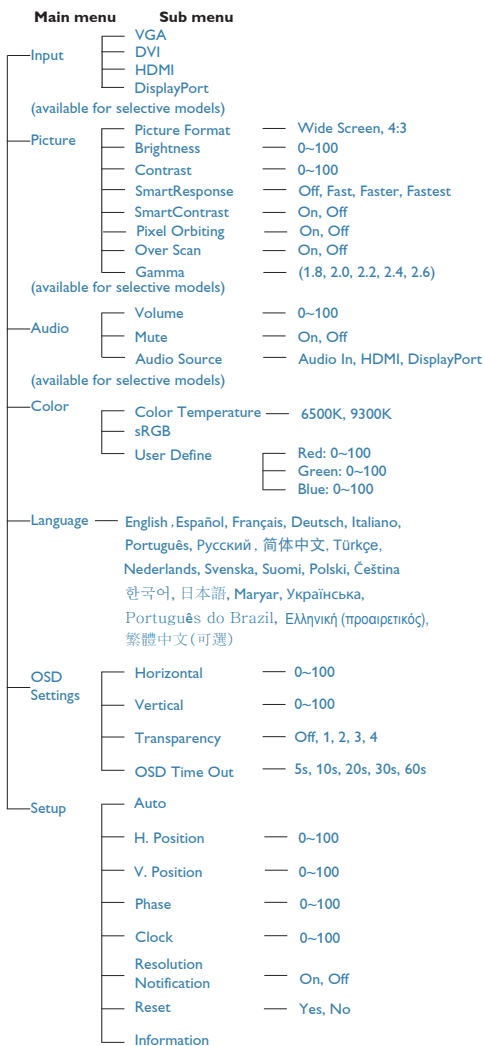 Main menu Sub menu
Input VGA
DVI
HDMI
DisplayPort
(available for selective models)
Picture Picture Format Wide Screen, 4:3
Brightness 0~100
Contrast 0~100
SmartResponse Off, Fast, Faster, Fastest
SmartContrast On, Off
Pixel Orbiting On, Off
Over Scan On, Off
Gamma (1.8, 2.0, 2.2, 2.4, 2.6)
(available for selective models)
Audio Volume 0~100
Mute On, Off
Audio Source Audio In, HDMI, DisplayPort
(available for selective models)
Color Color Temperature 6500K, 9300K
sRGB
User Define Red: 0~100
Green: 0~100
Blue: 0~100
Language English, Español, Français, Deutsch, Italiano,
Português, Русский, 简体中文, Türkçe,
Nederlands, Svenska, Suomi, Polski, Čeština
한국어, 日本語, Maryar, Українська,
Português do Brazil, Ελληνική (προαιρετικός),
繁體中文(可選)
OSD Settings Horizontal 0~100
Vertical 0~100
Transparency Off, 1, 2, 3, 4
OSD Time Out 5s, 10s, 20s, 30s, 60s
Setup Auto
H. Position 0~100
V. Position 0~100
Phase 0~100
Clock 0~100
Resolution
Notification On, Off
Reset Yes, No
Information